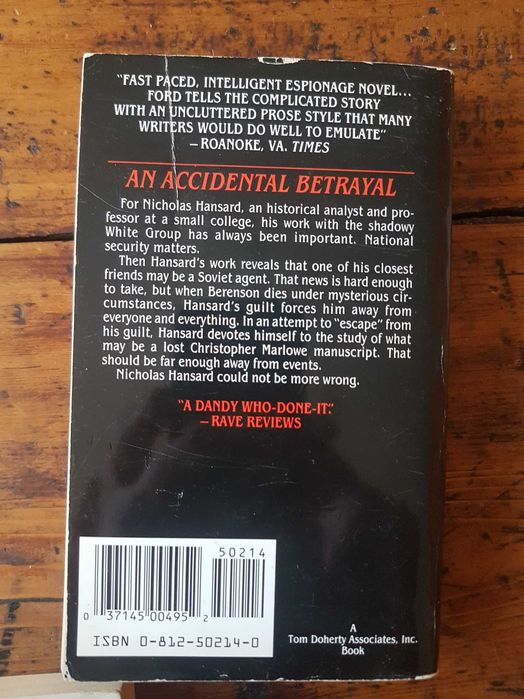 "FAST PACED, INTELLIGENT ESPIONAGE NOVEL...
FORD TELLS THE COMPLICATED STORY
WITH AN UNCLUTTERED PROSE STYLE THAT MANY
WRITERS WOULD DO WELL TO EMULATE"
– ROANOKE, VA. TIMES
AN ACCIDENTAL BETRAYAL
For Nicholas Hansard, an historical analyst and pro-
fessor at a small college, his work with the shadowy
White Group has always been important. National
security matters.
Then Hansard's work reveals that one of his closest
friends may be a Soviet agent. That news is hard enough
to take, but when Berenson dies under mysterious cir-
cumstances, Hansard's guilt forces him away from
everyone and everything. In an attempt to "escape" from
his guilt, Hansard devotes himself to the study of what
may be a lost Christopher Marlowe manuscript. That
should be far enough away from events.
Nicholas Hansard could not be more wrong.
"A DANDY WHO-DONE-IT."
– RAVE REVIEWS
50214
0 37145 00495 2
ISBN 0-812-50214-0
A
Tom Doherty Associates, Inc.
Book